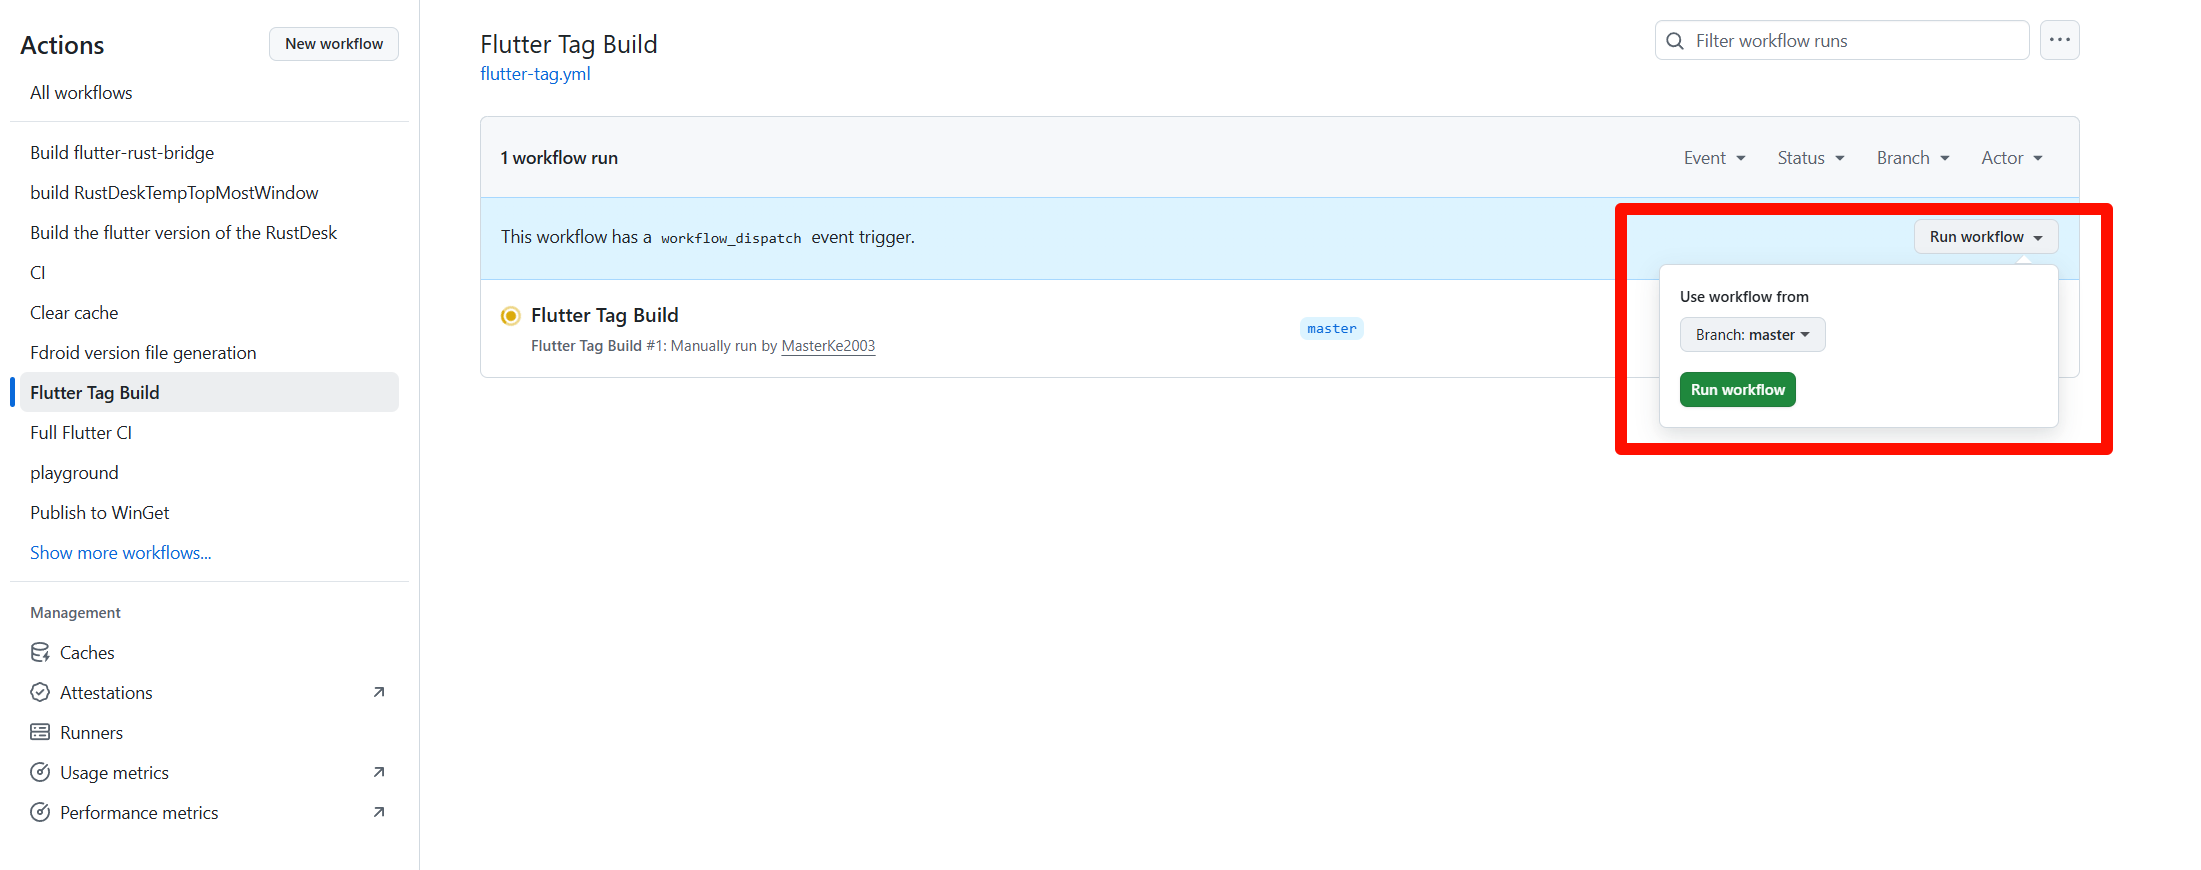 Actions
New workflow
All workflows
Build flutter-rust-bridge
build RustDeskTempTopMostWindow
Build the flutter version of the RustDesk
CI
Clear cache
Fdroid version file generation
Flutter Tag Build
Full Flutter CI
playground
Publish to WinGet
Show more workflows...
Management
Caches
Attestations
Runners
Usage metrics
Performance metrics
Flutter Tag Build
flutter-tag.yml
Filter workflow runs
1 workflow run
Event Status Branch Actor
This workflow has a workflow_dispatch event trigger.
Run workflow
Flutter Tag Build
Flutter Tag Build #1: Manually run by MasterKe2003
master
Use workflow from
Branch: master
Run workflow